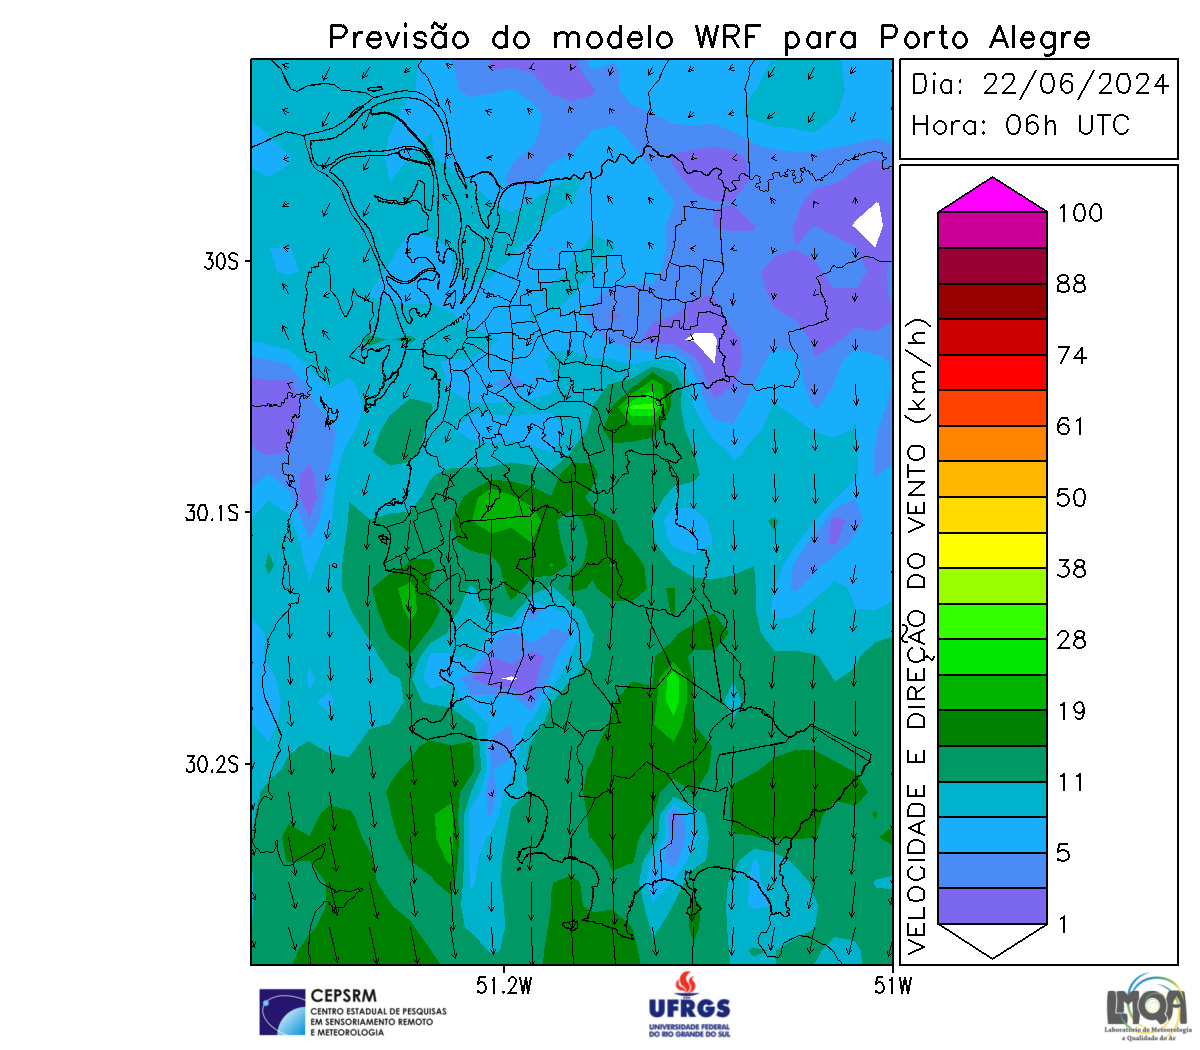 Previsão do modelo WRF para Porto Alegre
Dia: 22/06/2024
Hora: 06h UTC
30S
30.1S
30.2S
51.2W
51W
VELOCIDADE E DIREÇÃO DO VENTO (km/h)
100
88
74
61
50
38
28
19
11
5
1
CEPSRM
CENTRO ESTADUAL DE PESQUISAS
EM SENSORIAMENTO REMOTO
E METEOROLOGIA
UFRGS
UNIVERSIDADE FEDERAL
DO RIO GRANDE DO SUL
LMQA
Laboratório de Meteorologia
e Qualidade do Ar